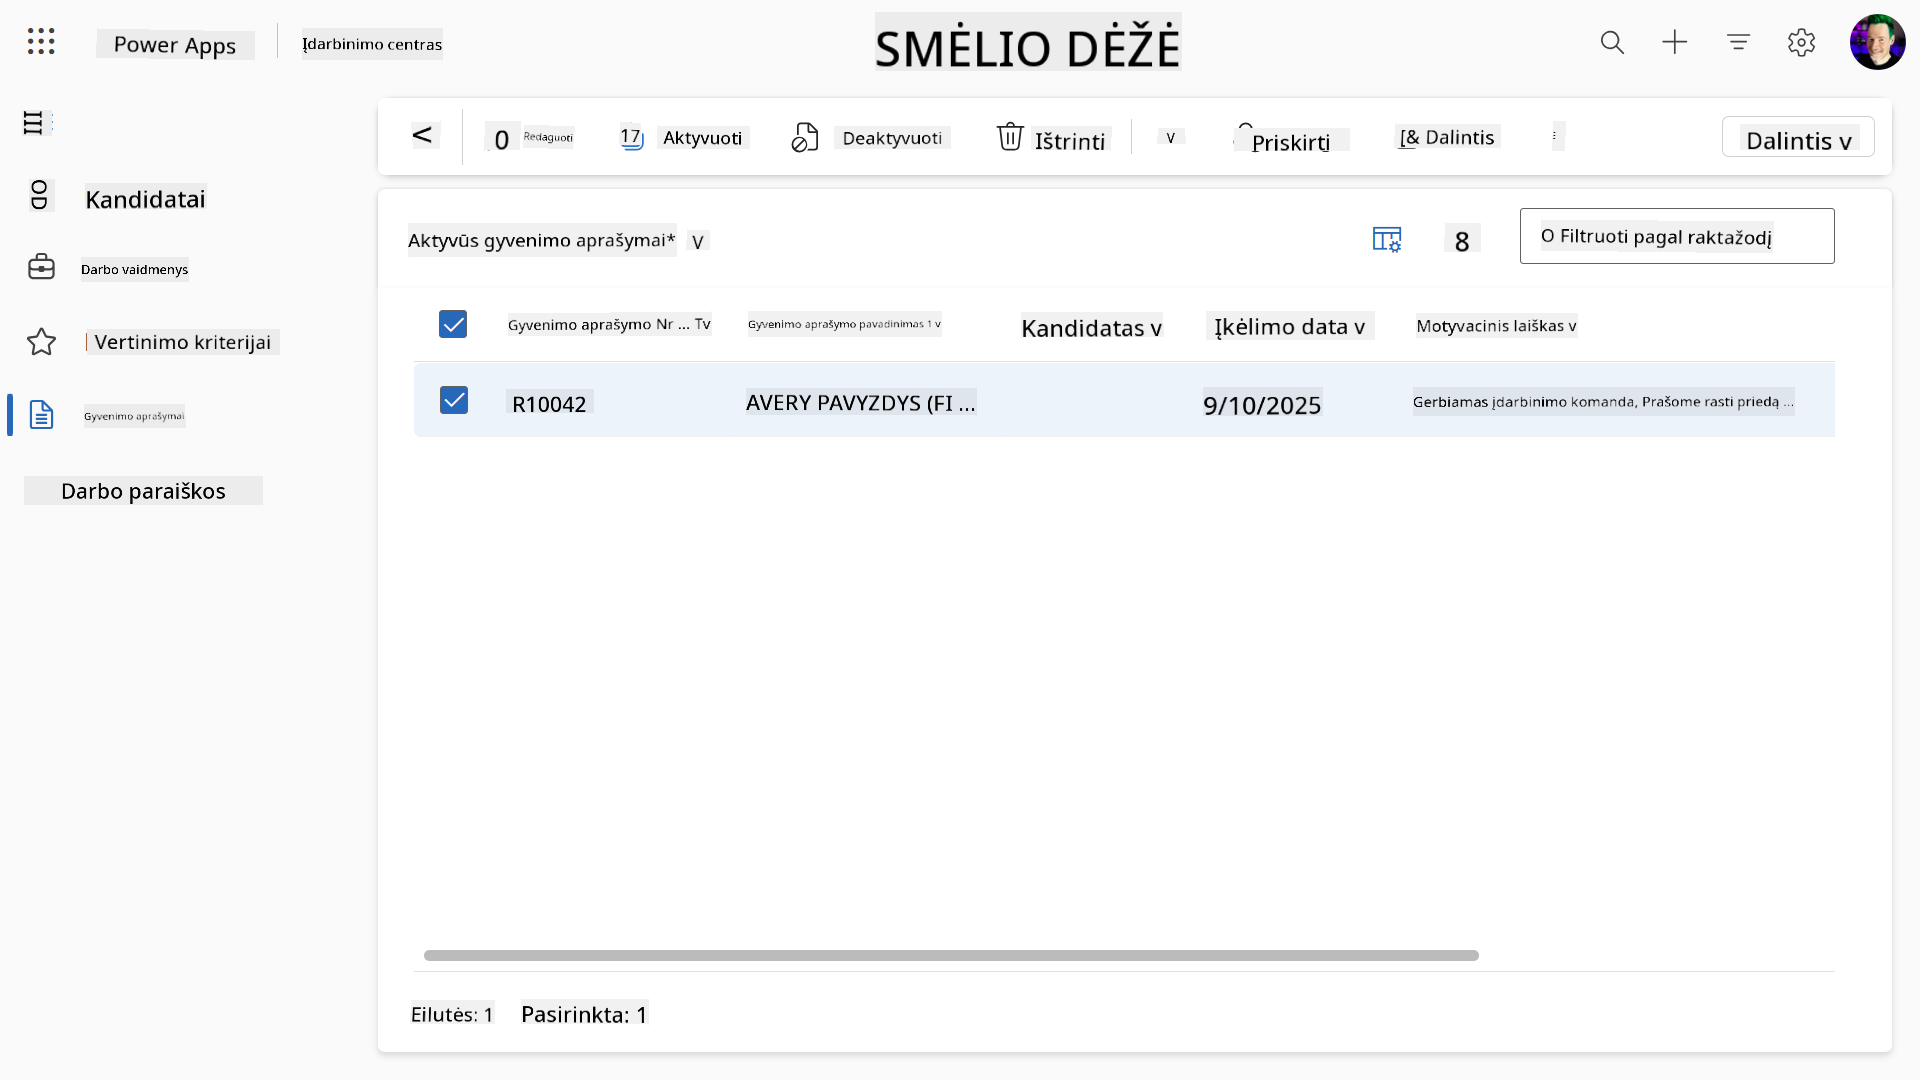 Power Apps
Įdarbinimo centras
SMĖLIO DĖŽĖ
< 0 Redaguoti 17 Aktyvuoti Deaktyvuoti Ištrinti v Priskirti [& Dalintis Dalintis v
Kandidatai
Darbo vaidmenys
Vertinimo kriterijai
Gyvenimo aprašymai
Darbo paraiškos
Aktyvūs gyvenimo aprašymai* V 8 O Filtruoti pagal raktažodį
Gyvenimo aprašymo Nr ... Tv Gyvenimo aprašymo pavadinimas 1 v Kandidatas v Įkėlimo data v Motyvacinis laiškas v
R10042 AVERY PAVYZDYS (FI ... 9/10/2025 Gerbiamas įdarbinimo komanda, Prašome rasti priedą ...
Eilutės: 1 Pasirinkta: 1